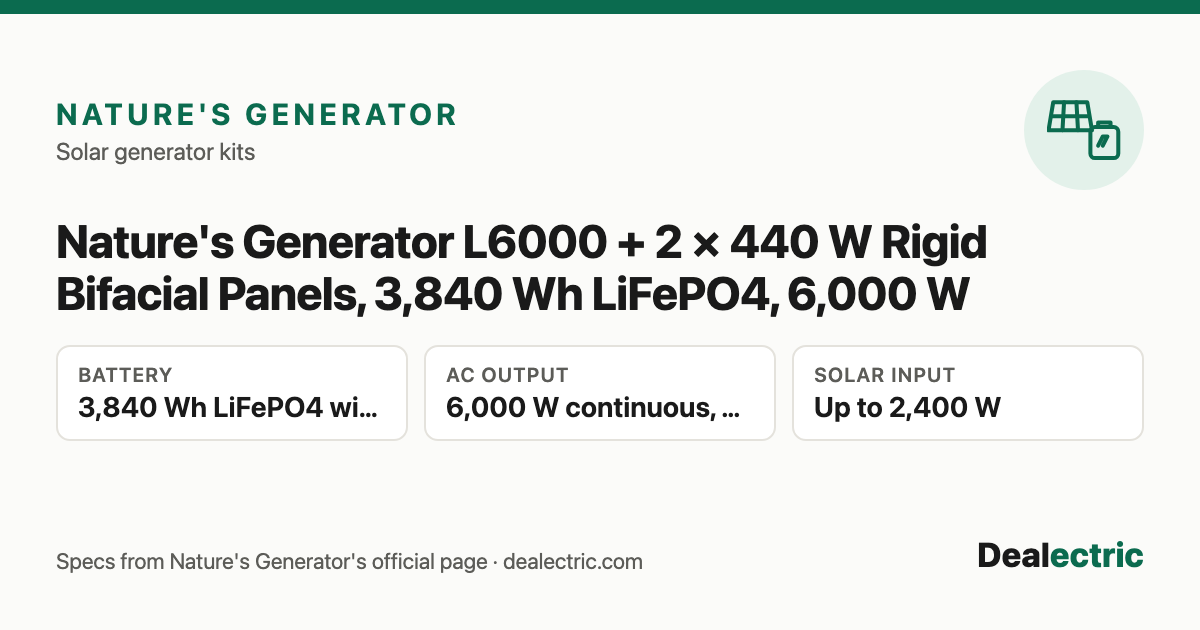 NATURE'S GENERATOR
Solar generator kits
Nature's Generator L6000 + 2 × 440 W Rigid
Bifacial Panels, 3,840 Wh LiFePO4, 6,000 W
BATTERY
3,840 Wh LiFePO4 wi...
AC OUTPUT
6,000 W continuous, ...
SOLAR INPUT
Up to 2,400 W
Specs from Nature's Generator's official page · dealectric.com
Dealectric